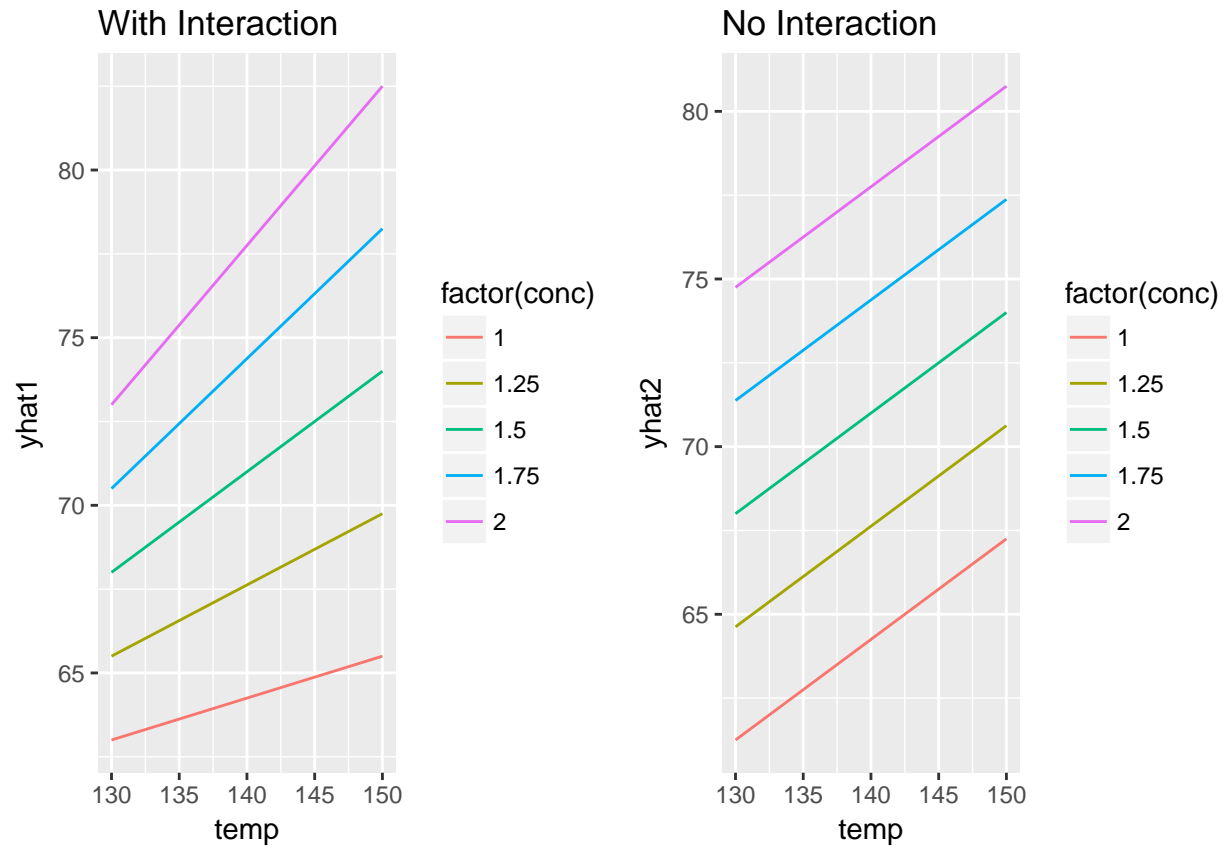 With Interaction
80
75
70
65
yhat1
130 135 140 145 150
temp
factor(conc)
1
1.25
1.5
1.75
2
No Interaction
80
75
70
65
yhat2
130 135 140 145 150
temp
factor(conc)
1
1.25
1.5
1.75
2